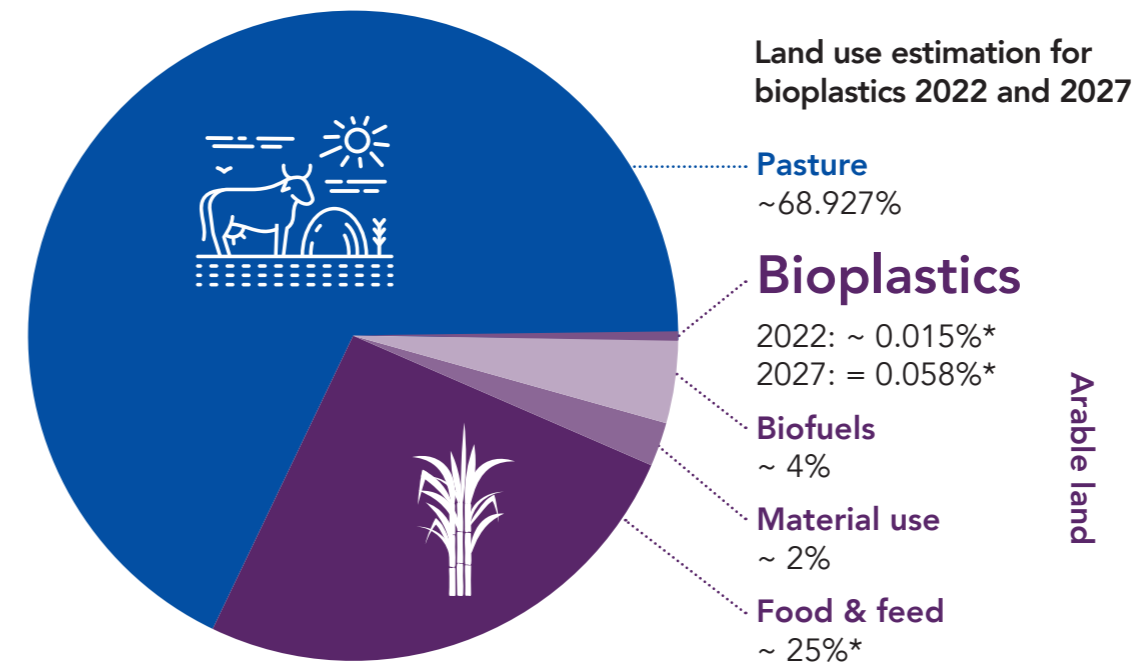 Land use estimation for
bioplastics 2022 and 2027
Pasture
~68.927%
Bioplastics
2022: ~ 0.015%*
2027: = 0.058%*
Biofuels
~ 4%
Material use
~ 2%
Food & feed
~ 25%*
Arable land